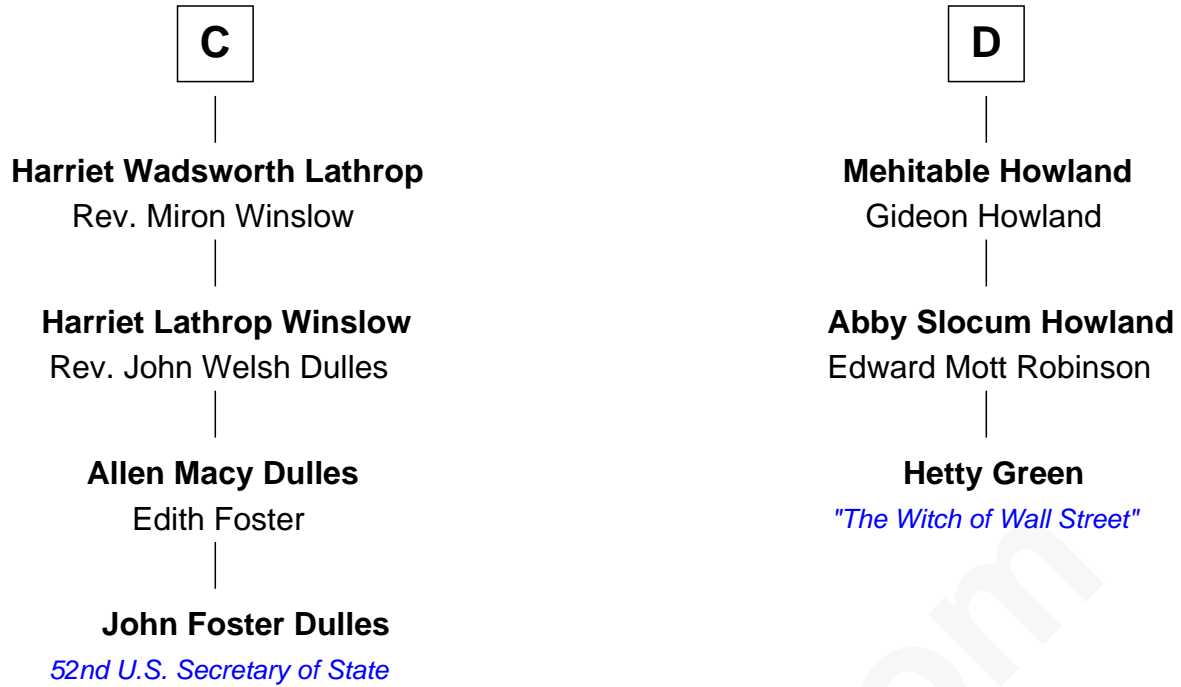 C
Harriet Wadsworth Lathrop
Rev. Miron Winslow
Harriet Lathrop Winslow
Rev. John Welsh Dulles
Allen Macy Dulles
Edith Foster
John Foster Dulles
52nd U.S. Secretary of State
D
Mehitable Howland
Gideon Howland
Abby Slocum Howland
Edward Mott Robinson
Hetty Green
"The Witch of Wall Street"
om